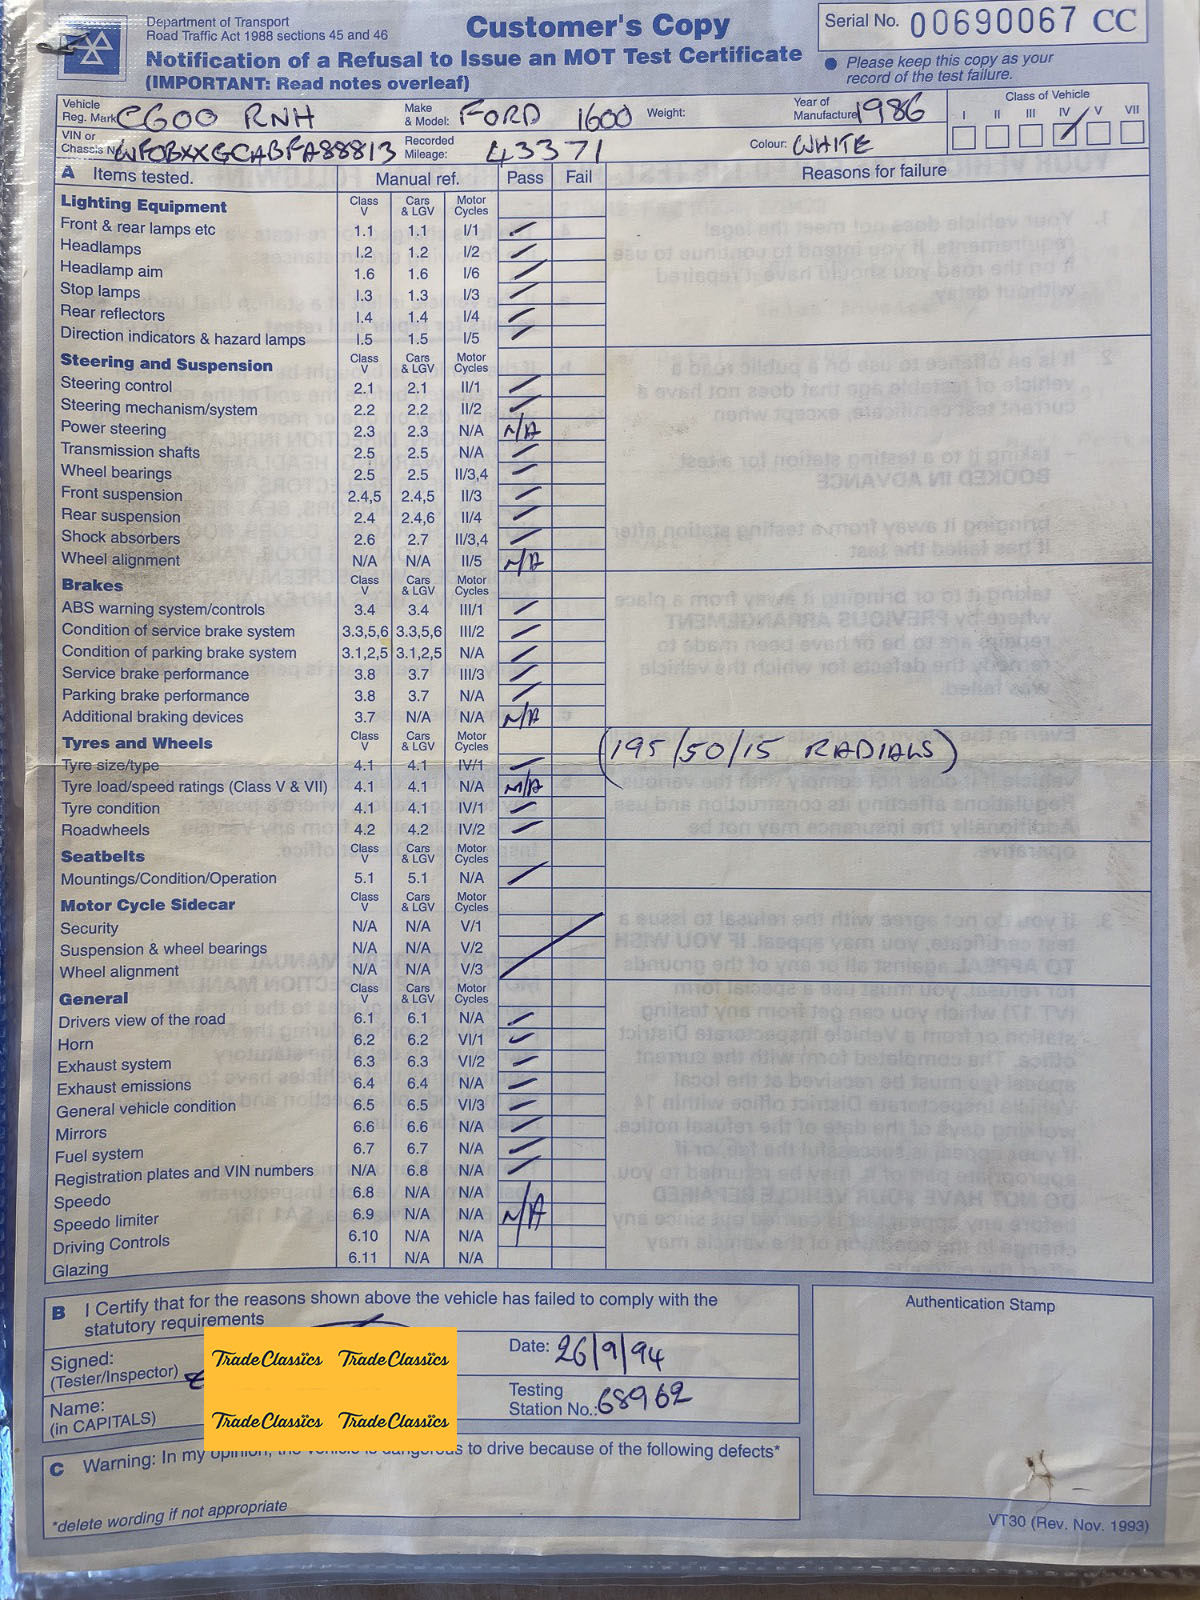 Department of Transport
Road Traffic Act 1988 sections 45 and 46
Customer's Copy
Serial No. 00690067 CC
Notification of a Refusal to Issue an MOT Test Certificate
(IMPORTANT: Read notes overleaf)
● Please keep this copy as your
record of the test failure.
Vehicle
Reg. Mark C600 RNH
Make
& Model: FORD 1600 Weight:
Year of
Manufacture 1986
Class of Vehicle
I II III IV V VII
VIN or
Chassis No WFOBXXGCABFA88813
Recorded
Mileage: 43371
Colour: WHITE
A Items tested. Manual ref. Pass Fail Reasons for failure
Lighting Equipment Class V Cars & LGV Motor Cycles
Front & rear lamps etc 1.1 1.1 I/1
Headlamps 1.2 1.2 I/2
Headlamp aim 1.6 1.6 I/6
Stop lamps 1.3 1.3 I/3
Rear reflectors 1.4 1.4 I/4
Direction indicators & hazard lamps 1.5 1.5 I/5
Steering and Suspension Class V Cars & LGV Motor Cycles
Steering control 2.1 2.1 II/1
Steering mechanism/system 2.2 2.2 II/2
Power steering 2.3 2.3 N/A N/A
Transmission shafts 2.5 2.5 N/A
Wheel bearings 2.5 2.5 II/3,4
Front suspension 2.4,5 2.4,5 II/3
Rear suspension 2.4 2.4,6 II/4
Shock absorbers 2.6 2.7 II/3,4
Wheel alignment N/A N/A II/5 N/A
Brakes Class V Cars & LGV Motor Cycles
ABS warning system/controls 3.4 3.4 III/1
Condition of service brake system 3.3,5,6 3.3,5,6 III/2
Condition of parking brake system 3.1,2,5 3.1,2,5 N/A
Service brake performance 3.8 3.7 III/3
Parking brake performance 3.8 3.7 N/A
Additional braking devices 3.7 N/A N/A N/A
Tyres and Wheels Class V Cars & LGV Motor Cycles (195/50/15 RADIALS)
Tyre size/type 4.1 4.1 IV/1
Tyre load/speed ratings (Class V & VII) 4.1 4.1 N/A N/A
Tyre condition 4.1 4.1 IV/1
Roadwheels 4.2 4.2 IV/2
Seatbelts Class V Cars & LGV Motor Cycles
Mountings/Condition/Operation 5.1 5.1 N/A
Motor Cycle Sidecar Class V Cars & LGV Motor Cycles
Security N/A N/A V/1
Suspension & wheel bearings N/A N/A V/2
Wheel alignment N/A N/A V/3
General Class V Cars & LGV Motor Cycles
Drivers view of the road 6.1 6.1 N/A
Horn 6.2 6.2 VI/1
Exhaust system 6.3 6.3 VI/2
Exhaust emissions 6.4 6.4 N/A
General vehicle condition 6.5 6.5 VI/3
Mirrors 6.6 6.6 N/A
Fuel system 6.7 6.7 N/A
Registration plates and VIN numbers N/A 6.8 N/A
Speedo 6.8 N/A N/A
Speedo limiter 6.9 N/A N/A N/A
Driving Controls 6.10 N/A N/A
Glazing 6.11 N/A N/A
B I Certify that for the reasons shown above the vehicle has failed to comply with the
statutory requirements
Authentication Stamp
Signed:
(Tester/Inspector)
Date: 26/9/94
Name:
(in CAPITALS)
Testing
Station No.: 68962
TradeClassics TradeClassics
TradeClassics TradeClassics
C Warning: In my opinion, the vehicle is dangerous to drive because of the following defects*
*delete wording if not appropriate
VT30 (Rev. Nov. 1993)